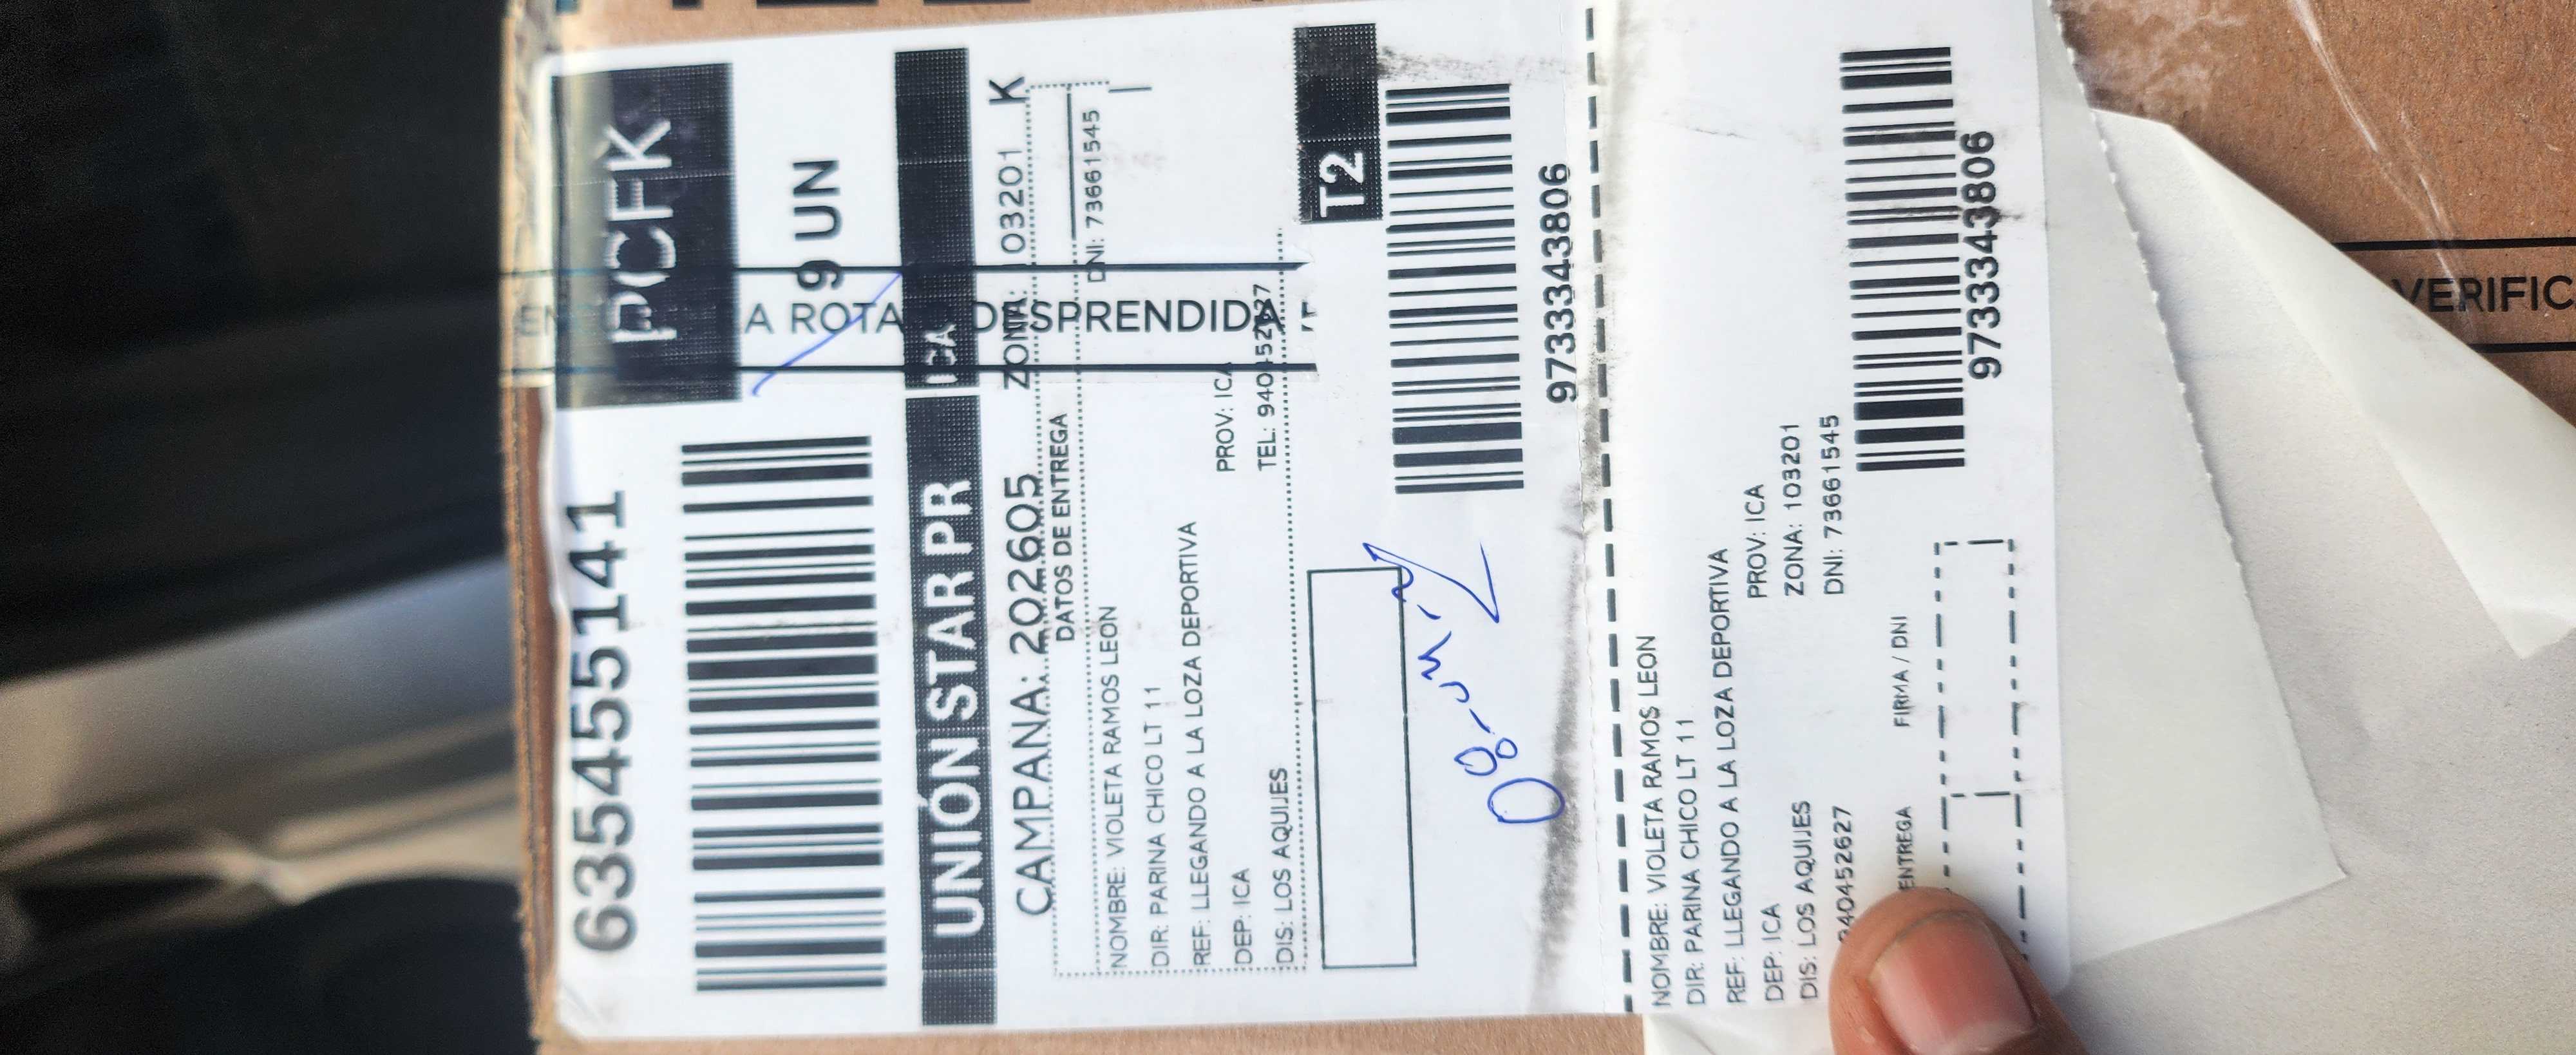 6354455141
PCFK
9 UN
A ROTA
DESPRENDIDA
UNIÓN STAR PR
ICA
CAMPANA: 202605
ZONA: 03201 K
DATOS DE ENTREGA
NOMBRE: VIOLETA RAMOS LEON
DNI: 73661545
DIR: PARINA CHICO LT 11
REF: LLEGANDO A LA LOZA DEPORTIVA
DEP: ICA
PROV: ICA
DIS: LOS AQUIJES
TEL:
T2
9733343806
NOMBRE: VIOLETA RAMOS LEON
DIR: PARINA CHICO LT 11
REF: LLEGANDO A LA LOZA DEPORTIVA
DEP: ICA
PROV: ICA
DIS: LOS AQUIJES
ZONA: 103201
940452627
DNI: 73661545
ENTREGA
FIRMA / DNI
9733343806
VERIFIC